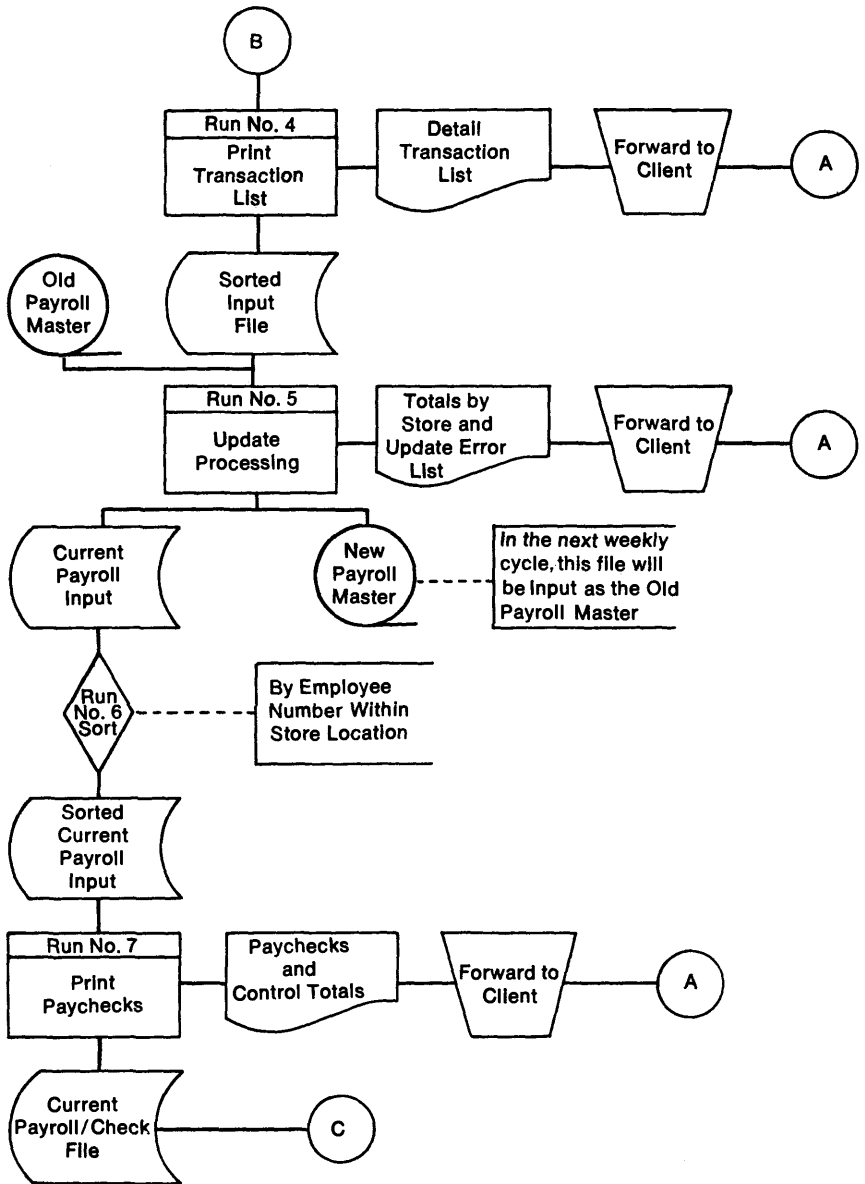 B
Run No. 4
Print
Transaction
List
Detail
Transaction
List
Forward to
Client
A
Old
Payroll
Master
Sorted
Input
File
Run No. 5
Update
Processing
Totals by
Store and
Update Error
List
Forward to
Client
A
Current
Payroll
Input
New
Payroll
Master
In the next weekly
cycle, this file will
be input as the Old
Payroll Master
Run
No. 6
Sort
By Employee
Number Within
Store Location
Sorted
Current
Payroll
Input
Run No. 7
Print
Paychecks
Paychecks
and
Control Totals
Forward to
Client
A
Current
Payroll/Check
File
C